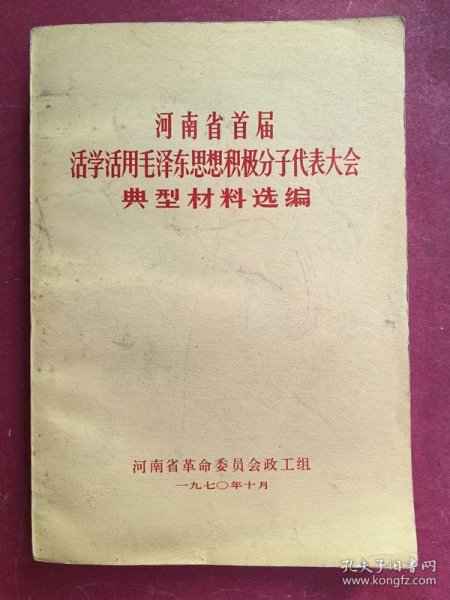 河南省首届
活学活用毛泽东思想积极分子代表大会
典型材料选编
河南省革命委员会政工组
一九七〇年十月
孔夫子旧书网
www.kongfz.com